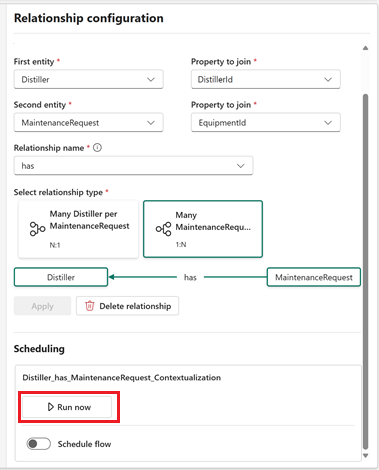 Relationship configuration
First entity * Property to join *
Distiller DistillerId
Second entity * Property to join *
MaintenanceRequest EquipmentId
Relationship name *
has
Select relationship type *
Many Distiller per
MaintenanceRequest
N:1
Many
MaintenanceRequ...
1:N
Distiller has MaintenanceRequest
Apply Delete relationship
Scheduling
Distiller_has_MaintenanceRequest_Contextualization
Run now
Schedule flow